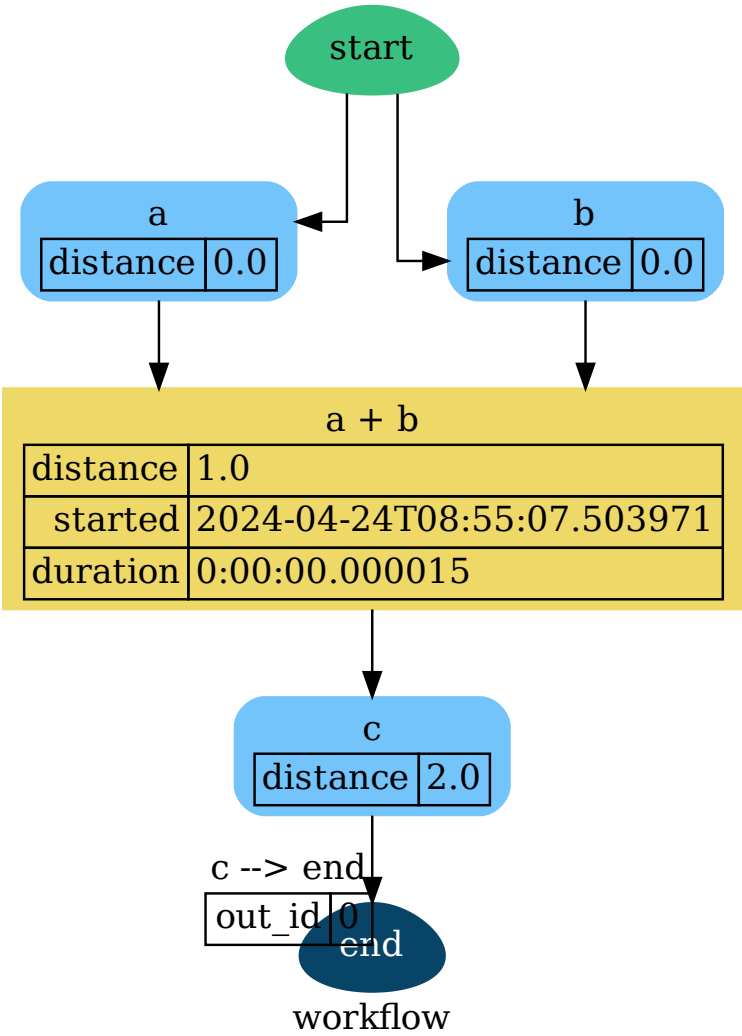 start
a
distance 0.0
b
distance 0.0
a + b
distance 1.0
started 2024-04-24T08:55:07.503971
duration 0:00:00.000015
c
distance 2.0
c --> end
out_id 0
end
workflow